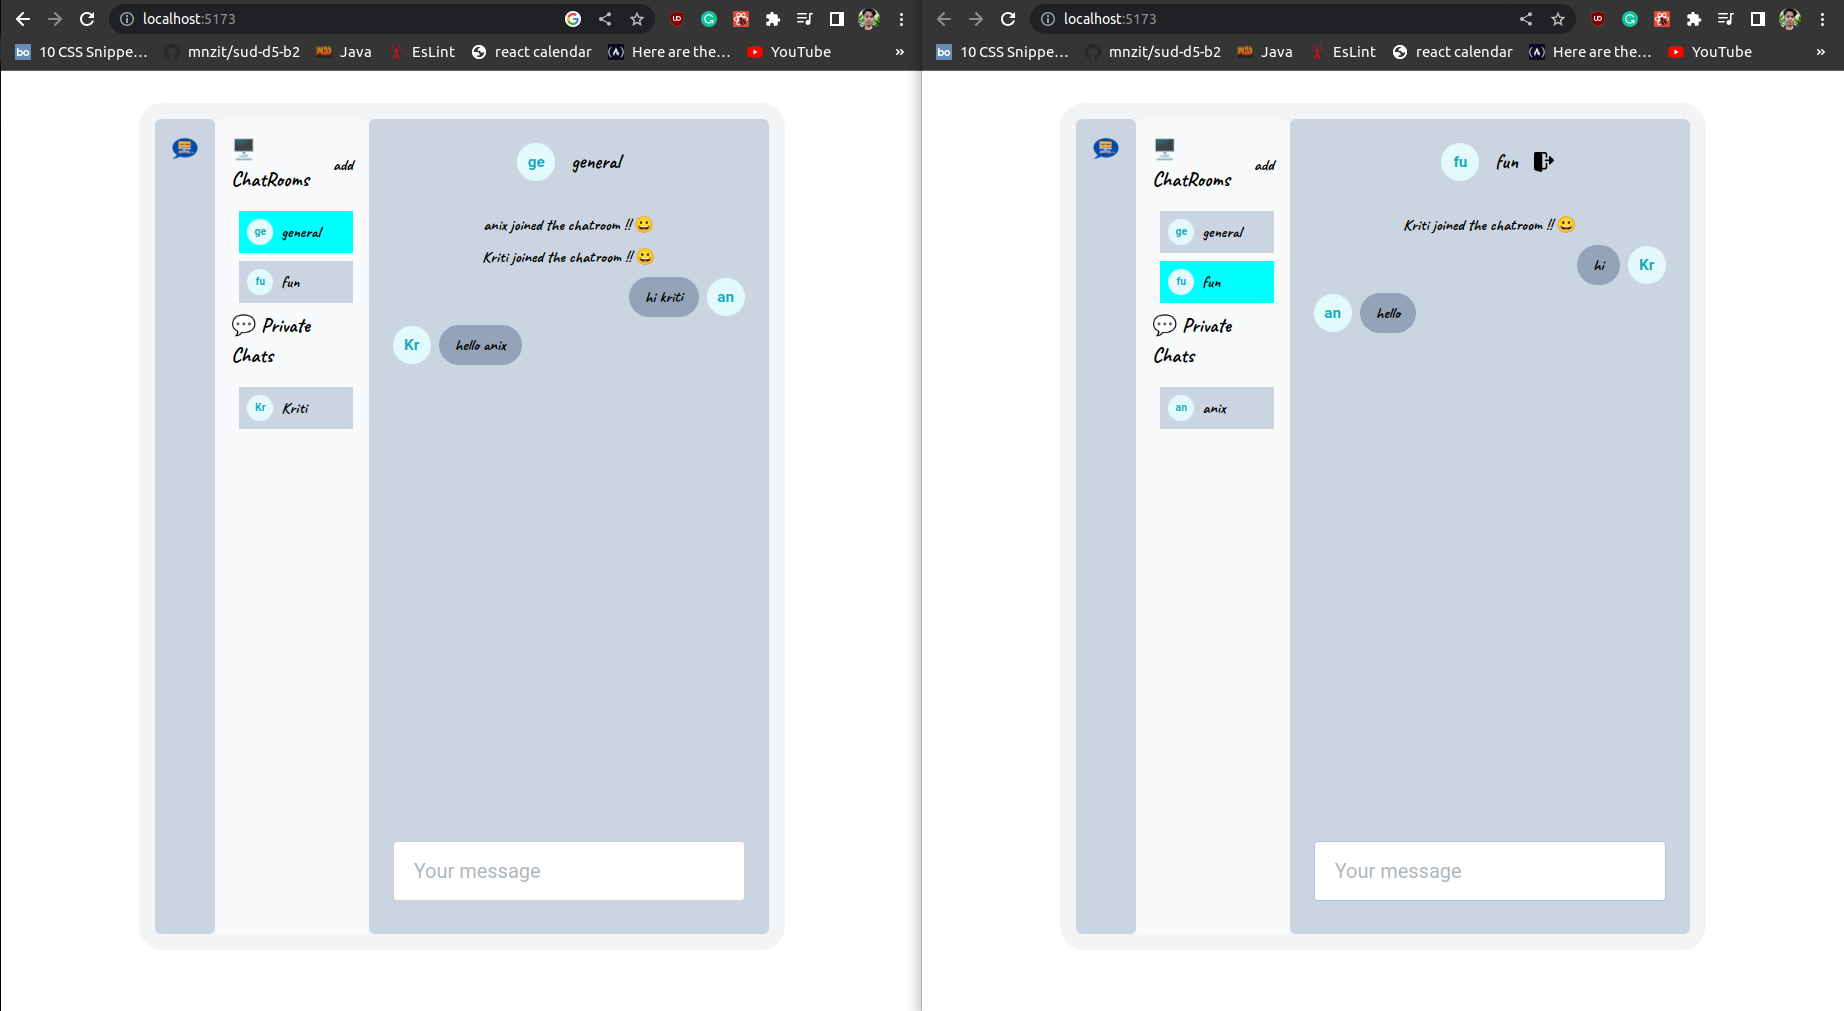 localhost:5173
bo 10 CSS Snippe… mnzit/sud-d5-b2 Java EsLint react calendar Here are the… YouTube »
ChatRooms add
ge general
fu fun
💬 Private
Chats
Kr Kriti
ge general
anix joined the chatroom !! 😀
Kriti joined the chatroom !! 😀
hi kriti an
Kr hello anix
Your message
localhost:5173
bo 10 CSS Snippe… mnzit/sud-d5-b2 Java EsLint react calendar Here are the… YouTube »
ChatRooms add
ge general
fu fun
💬 Private
Chats
an anix
fu fun
Kriti joined the chatroom !! 😀
hi Kr
an hello
Your message